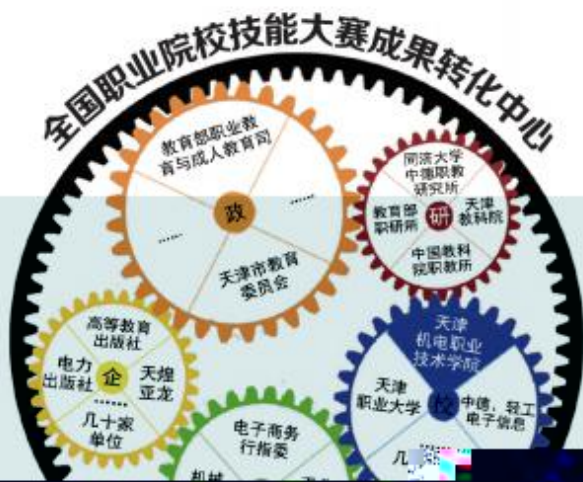 全国职业院校技能大赛成果转化中心
教育部职业教
育与成人教育司
政
……
……
天津市教育
委员会
同济大学
中德职教
研究所
教育部
职研所
研
天津
教科院
中国教科
院职教所
高等教育
出版社
电力
出版社
企
天煌
亚龙
……
几十家
单位
天津
机电职业
技术学院
天津
职业大学
校
中德、轻工
电子信息
……
几
电子商务
行指委
机械